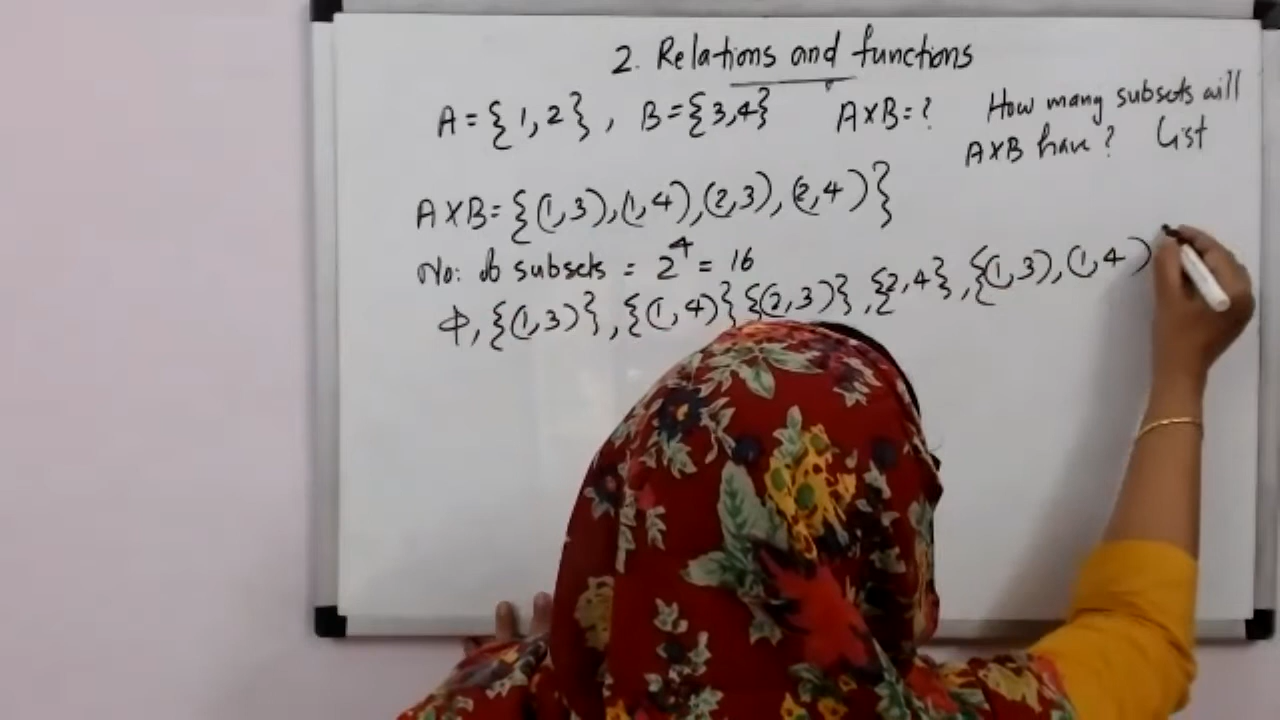 2. Relations and functions
A = {1, 2}, B = {3,4} A×B = ? How many subsets will
A×B have? List
A×B = {(1,3),(1,4),(2,3),(2,4)}
No: of subsets = 2^4 = 16
Φ, {(1,3)}, {(1,4)} {(2,3)}, {2,4}, {(1,3),(1,4)